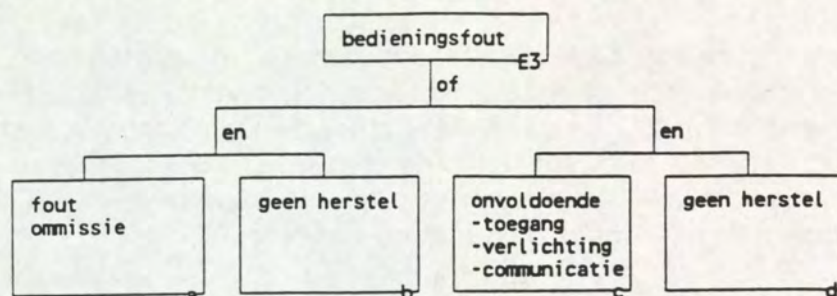 bedieningsfout
E3
of
en
en
fout
ommissie
a
geen herstel
b
onvoldoende
-toegang
-verlichting
-communicatie
c
geen herstel
d